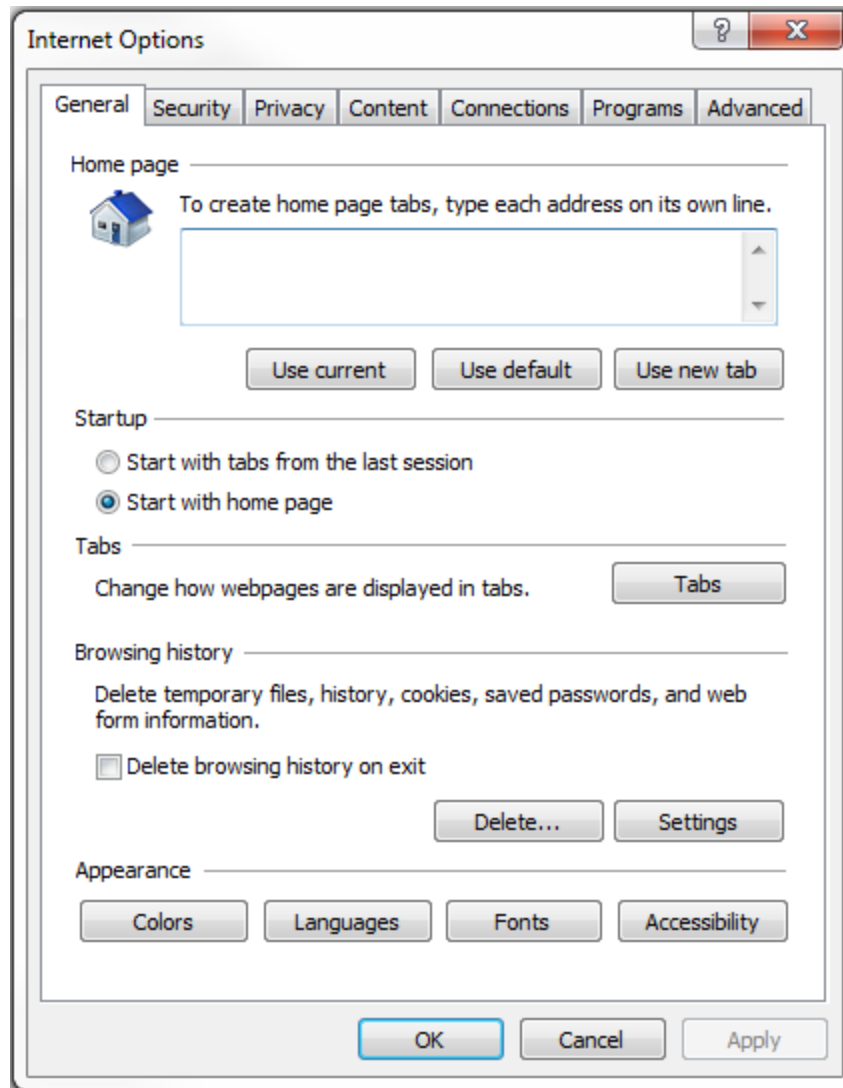 Internet Options
?
General Security Privacy Content Connections Programs Advanced
Home page
To create home page tabs, type each address on its own line.
Use current Use default Use new tab
Startup
Start with tabs from the last session
Start with home page
Tabs
Change how webpages are displayed in tabs. Tabs
Browsing history
Delete temporary files, history, cookies, saved passwords, and web
form information.
Delete browsing history on exit
Delete... Settings
Appearance
Colors Languages Fonts Accessibility
OK Cancel Apply